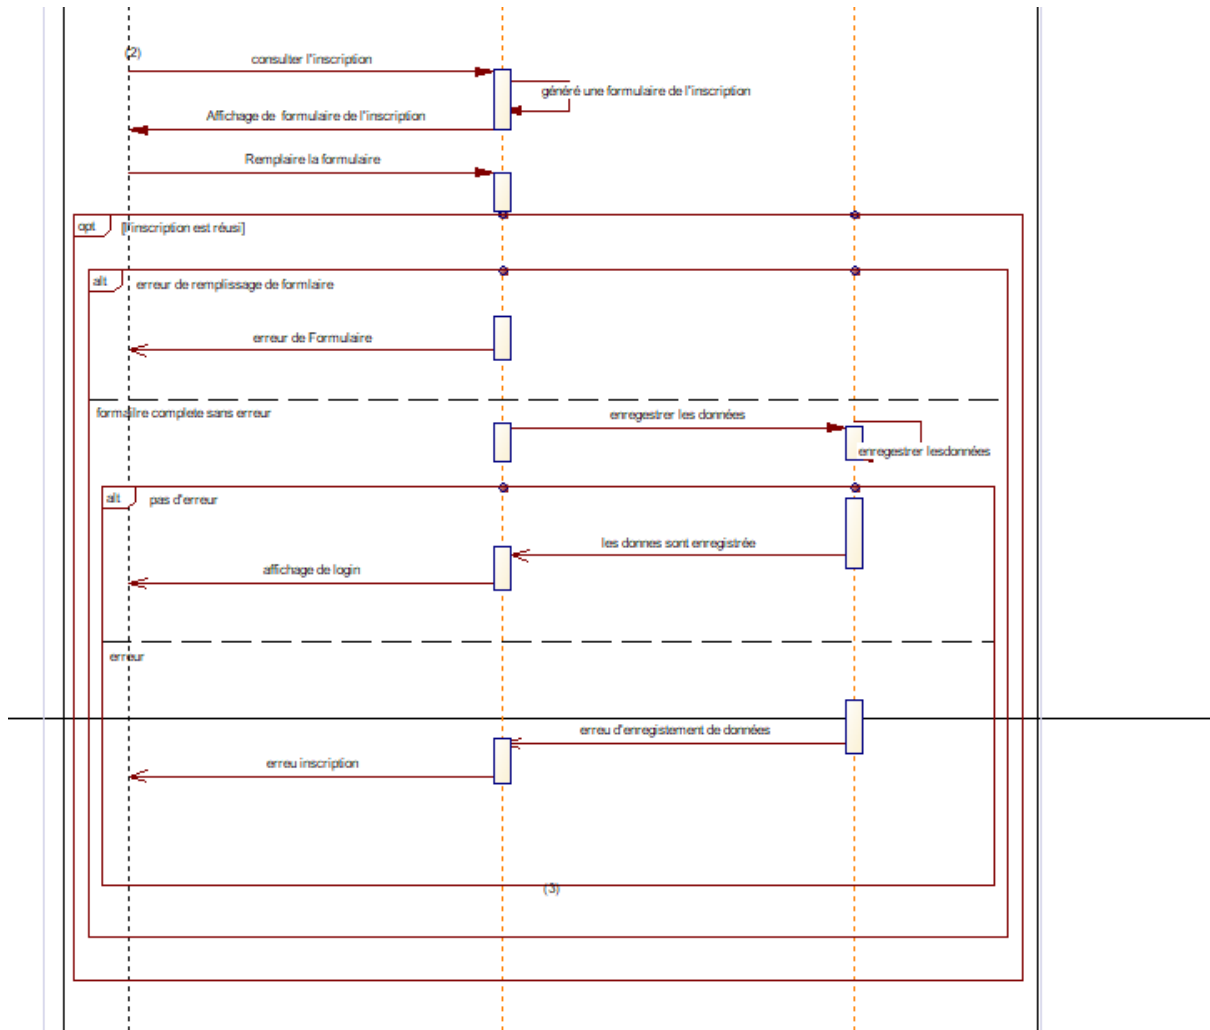 (2)
consulter l'inscription
généré une formulaire de l'inscription
Affichage de formulaire de l'inscription
Remplaire la formulaire
opt
[l'inscription est réusi]
alt
erreur de remplissage de formlaire
erreur de Formulaire
formailre complete sans erreur
enregestrer les données
enregestrer lesdonnées
alt
pas d'erreur
les donnes sont enregistrée
affichage de login
erreur
erreu d'enregistement de données
erreu inscription
(3)